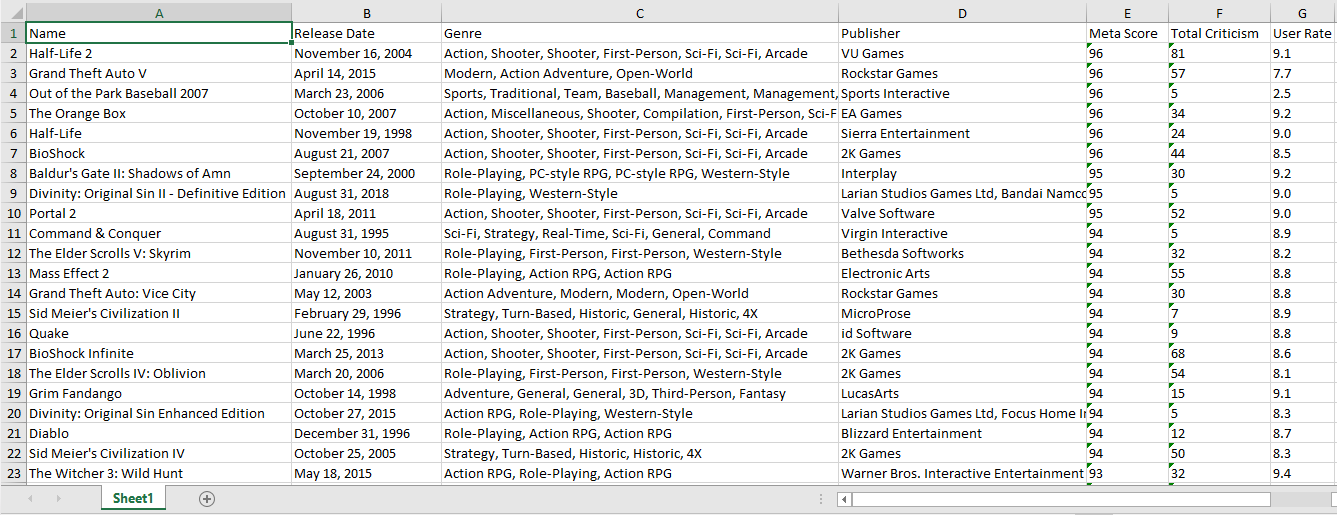 A B C D E F G
1 Name Release Date Genre Publisher Meta Score Total Criticism User Rate
2 Half-Life 2 November 16, 2004 Action, Shooter, Shooter, First-Person, Sci-Fi, Sci-Fi, Arcade VU Games 96 81 9.1
3 Grand Theft Auto V April 14, 2015 Modern, Action Adventure, Open-World Rockstar Games 96 57 7.7
4 Out of the Park Baseball 2007 March 23, 2006 Sports, Traditional, Team, Baseball, Management, Management, Sports Interactive 96 5 2.5
5 The Orange Box October 10, 2007 Action, Miscellaneous, Shooter, Compilation, First-Person, Sci-F EA Games 96 34 9.2
6 Half-Life November 19, 1998 Action, Shooter, Shooter, First-Person, Sci-Fi, Sci-Fi, Arcade Sierra Entertainment 96 24 9.0
7 BioShock August 21, 2007 Action, Shooter, Shooter, First-Person, Sci-Fi, Sci-Fi, Arcade 2K Games 96 44 8.5
8 Baldur's Gate II: Shadows of Amn September 24, 2000 Role-Playing, PC-style RPG, PC-style RPG, Western-Style Interplay 95 30 9.2
9 Divinity: Original Sin II - Definitive Edition August 31, 2018 Role-Playing, Western-Style Larian Studios Games Ltd, Bandai Namco 95 5 9.0
10 Portal 2 April 18, 2011 Action, Shooter, Shooter, First-Person, Sci-Fi, Sci-Fi, Arcade Valve Software 95 52 9.0
11 Command & Conquer August 31, 1995 Sci-Fi, Strategy, Real-Time, Sci-Fi, General, Command Virgin Interactive 94 5 8.9
12 The Elder Scrolls V: Skyrim November 10, 2011 Role-Playing, First-Person, First-Person, Western-Style Bethesda Softworks 94 32 8.2
13 Mass Effect 2 January 26, 2010 Role-Playing, Action RPG, Action RPG Electronic Arts 94 55 8.8
14 Grand Theft Auto: Vice City May 12, 2003 Action Adventure, Modern, Modern, Open-World Rockstar Games 94 30 8.8
15 Sid Meier's Civilization II February 29, 1996 Strategy, Turn-Based, Historic, General, Historic, 4X MicroProse 94 7 8.9
16 Quake June 22, 1996 Action, Shooter, Shooter, First-Person, Sci-Fi, Sci-Fi, Arcade id Software 94 9 8.8
17 BioShock Infinite March 25, 2013 Action, Shooter, Shooter, First-Person, Sci-Fi, Sci-Fi, Arcade 2K Games 94 68 8.6
18 The Elder Scrolls IV: Oblivion March 20, 2006 Role-Playing, First-Person, First-Person, Western-Style 2K Games 94 54 8.1
19 Grim Fandango October 14, 1998 Adventure, General, General, 3D, Third-Person, Fantasy LucasArts 94 15 9.1
20 Divinity: Original Sin Enhanced Edition October 27, 2015 Action RPG, Role-Playing, Western-Style Larian Studios Games Ltd, Focus Home 94 5 8.3
21 Diablo December 31, 1996 Role-Playing, Action RPG, Action RPG Blizzard Entertainment 94 12 8.7
22 Sid Meier's Civilization IV October 25, 2005 Strategy, Turn-Based, Historic, Historic, 4X 2K Games 94 50 8.3
23 The Witcher 3: Wild Hunt May 18, 2015 Action RPG, Role-Playing, Action RPG Warner Bros. Interactive Entertainment 93 32 9.4
Sheet1